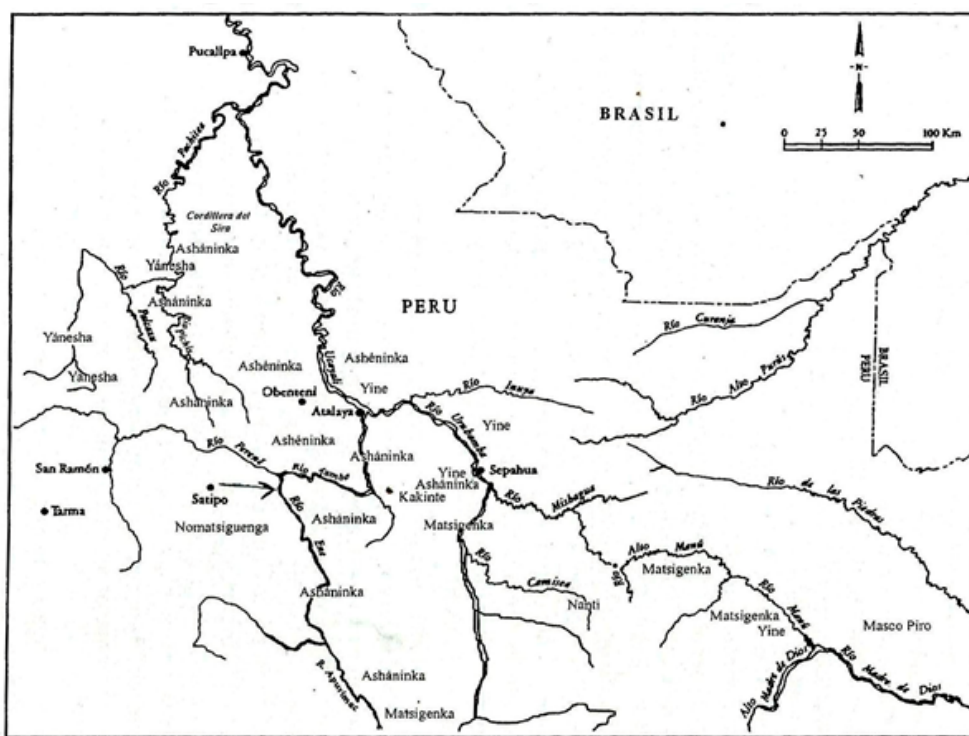 Pucallpa
BRASIL
N
0 25 50 100 Km
Río Pachitea
Cordillera del
Sira
Asháninka
Yánesha
Asháninka
Río
Palcazu
Río Pichis
Río
Ucayali
PERU
Río Curanja
Yánesha
Yánesha
Asháninka
Ashéninka
Ashéninka
Obenteni
Yine
Atalaya
Río Inuya
Río Alto Purús
BRASIL
PERU
Río Urubamba
Yine
Ashéninka
Asháninka
Río Perené
San Ramón
Río Tambo
Yine
Sepahua
Asháninka
Kakinte
Río Mishagua
Río de las Piedras
Satipo
Tarma
Nomatsiguenga
Río Ene
Asháninka
Matsigenka
Río
Camisea
Nanti
Alto Manú
Matsigenka
Asháninka
Río Manú
Matsigenka
Yine
Masco Piro
R. Apurímac
Asháninka
Matsigenka
Alto Madre de Dios
Río Madre de Dios